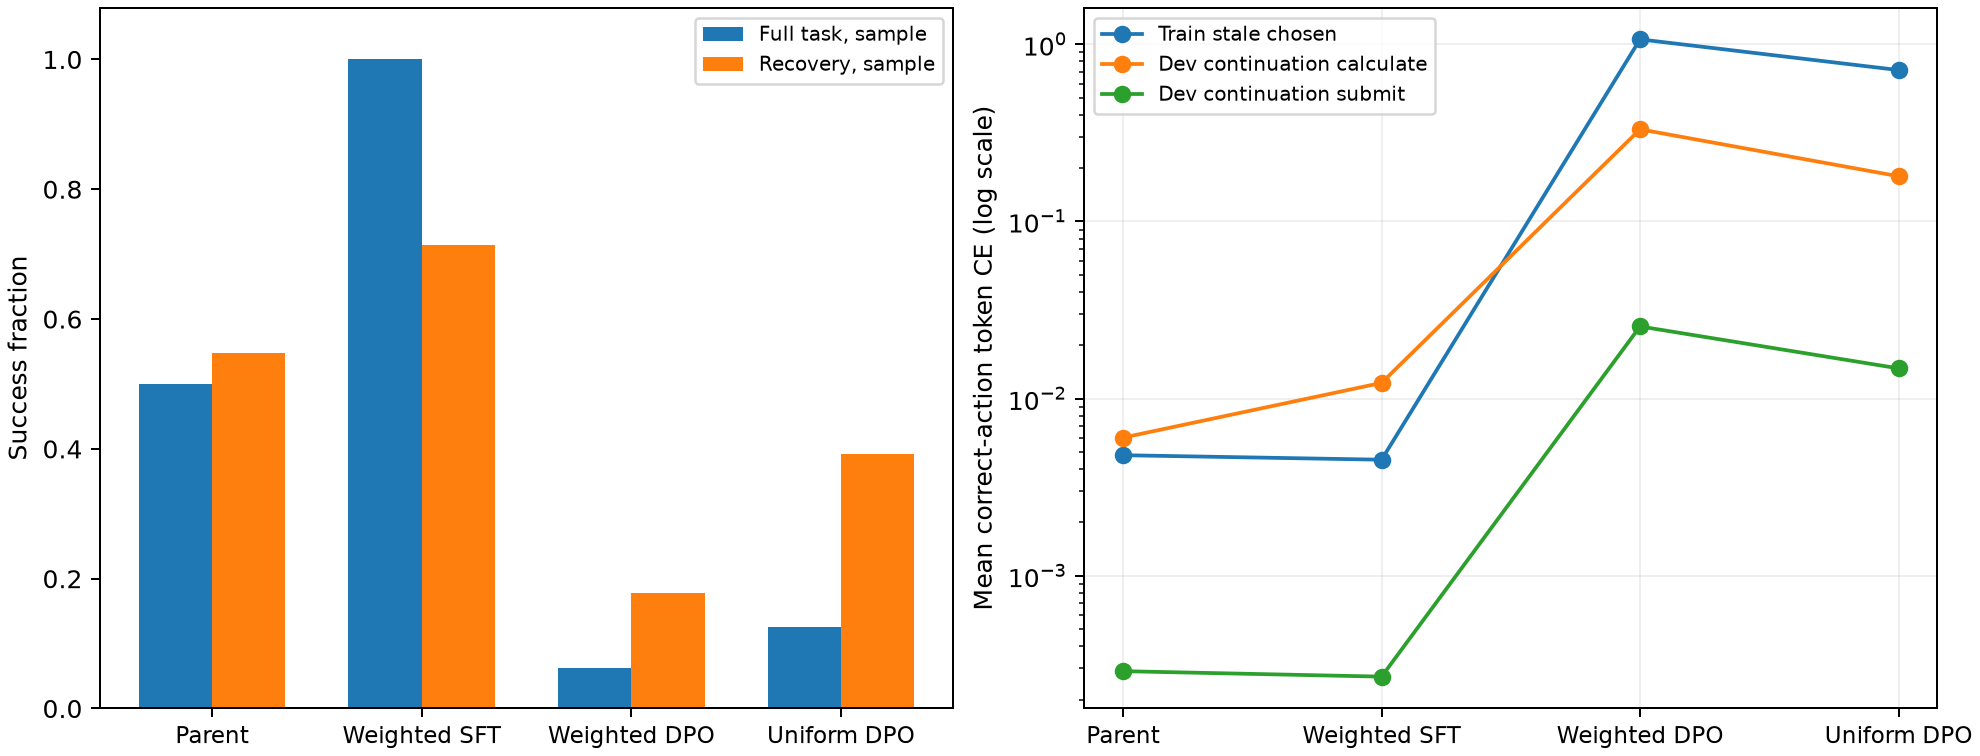 Success fraction
1.0
0.8
0.6
0.4
0.2
0.0
Full task, sample
Recovery, sample
Parent
Weighted SFT
Weighted DPO
Uniform DPO
Mean correct-action token CE (log scale)
10⁰
10⁻¹
10⁻²
10⁻³
Train stale chosen
Dev continuation calculate
Dev continuation submit
Parent
Weighted SFT
Weighted DPO
Uniform DPO